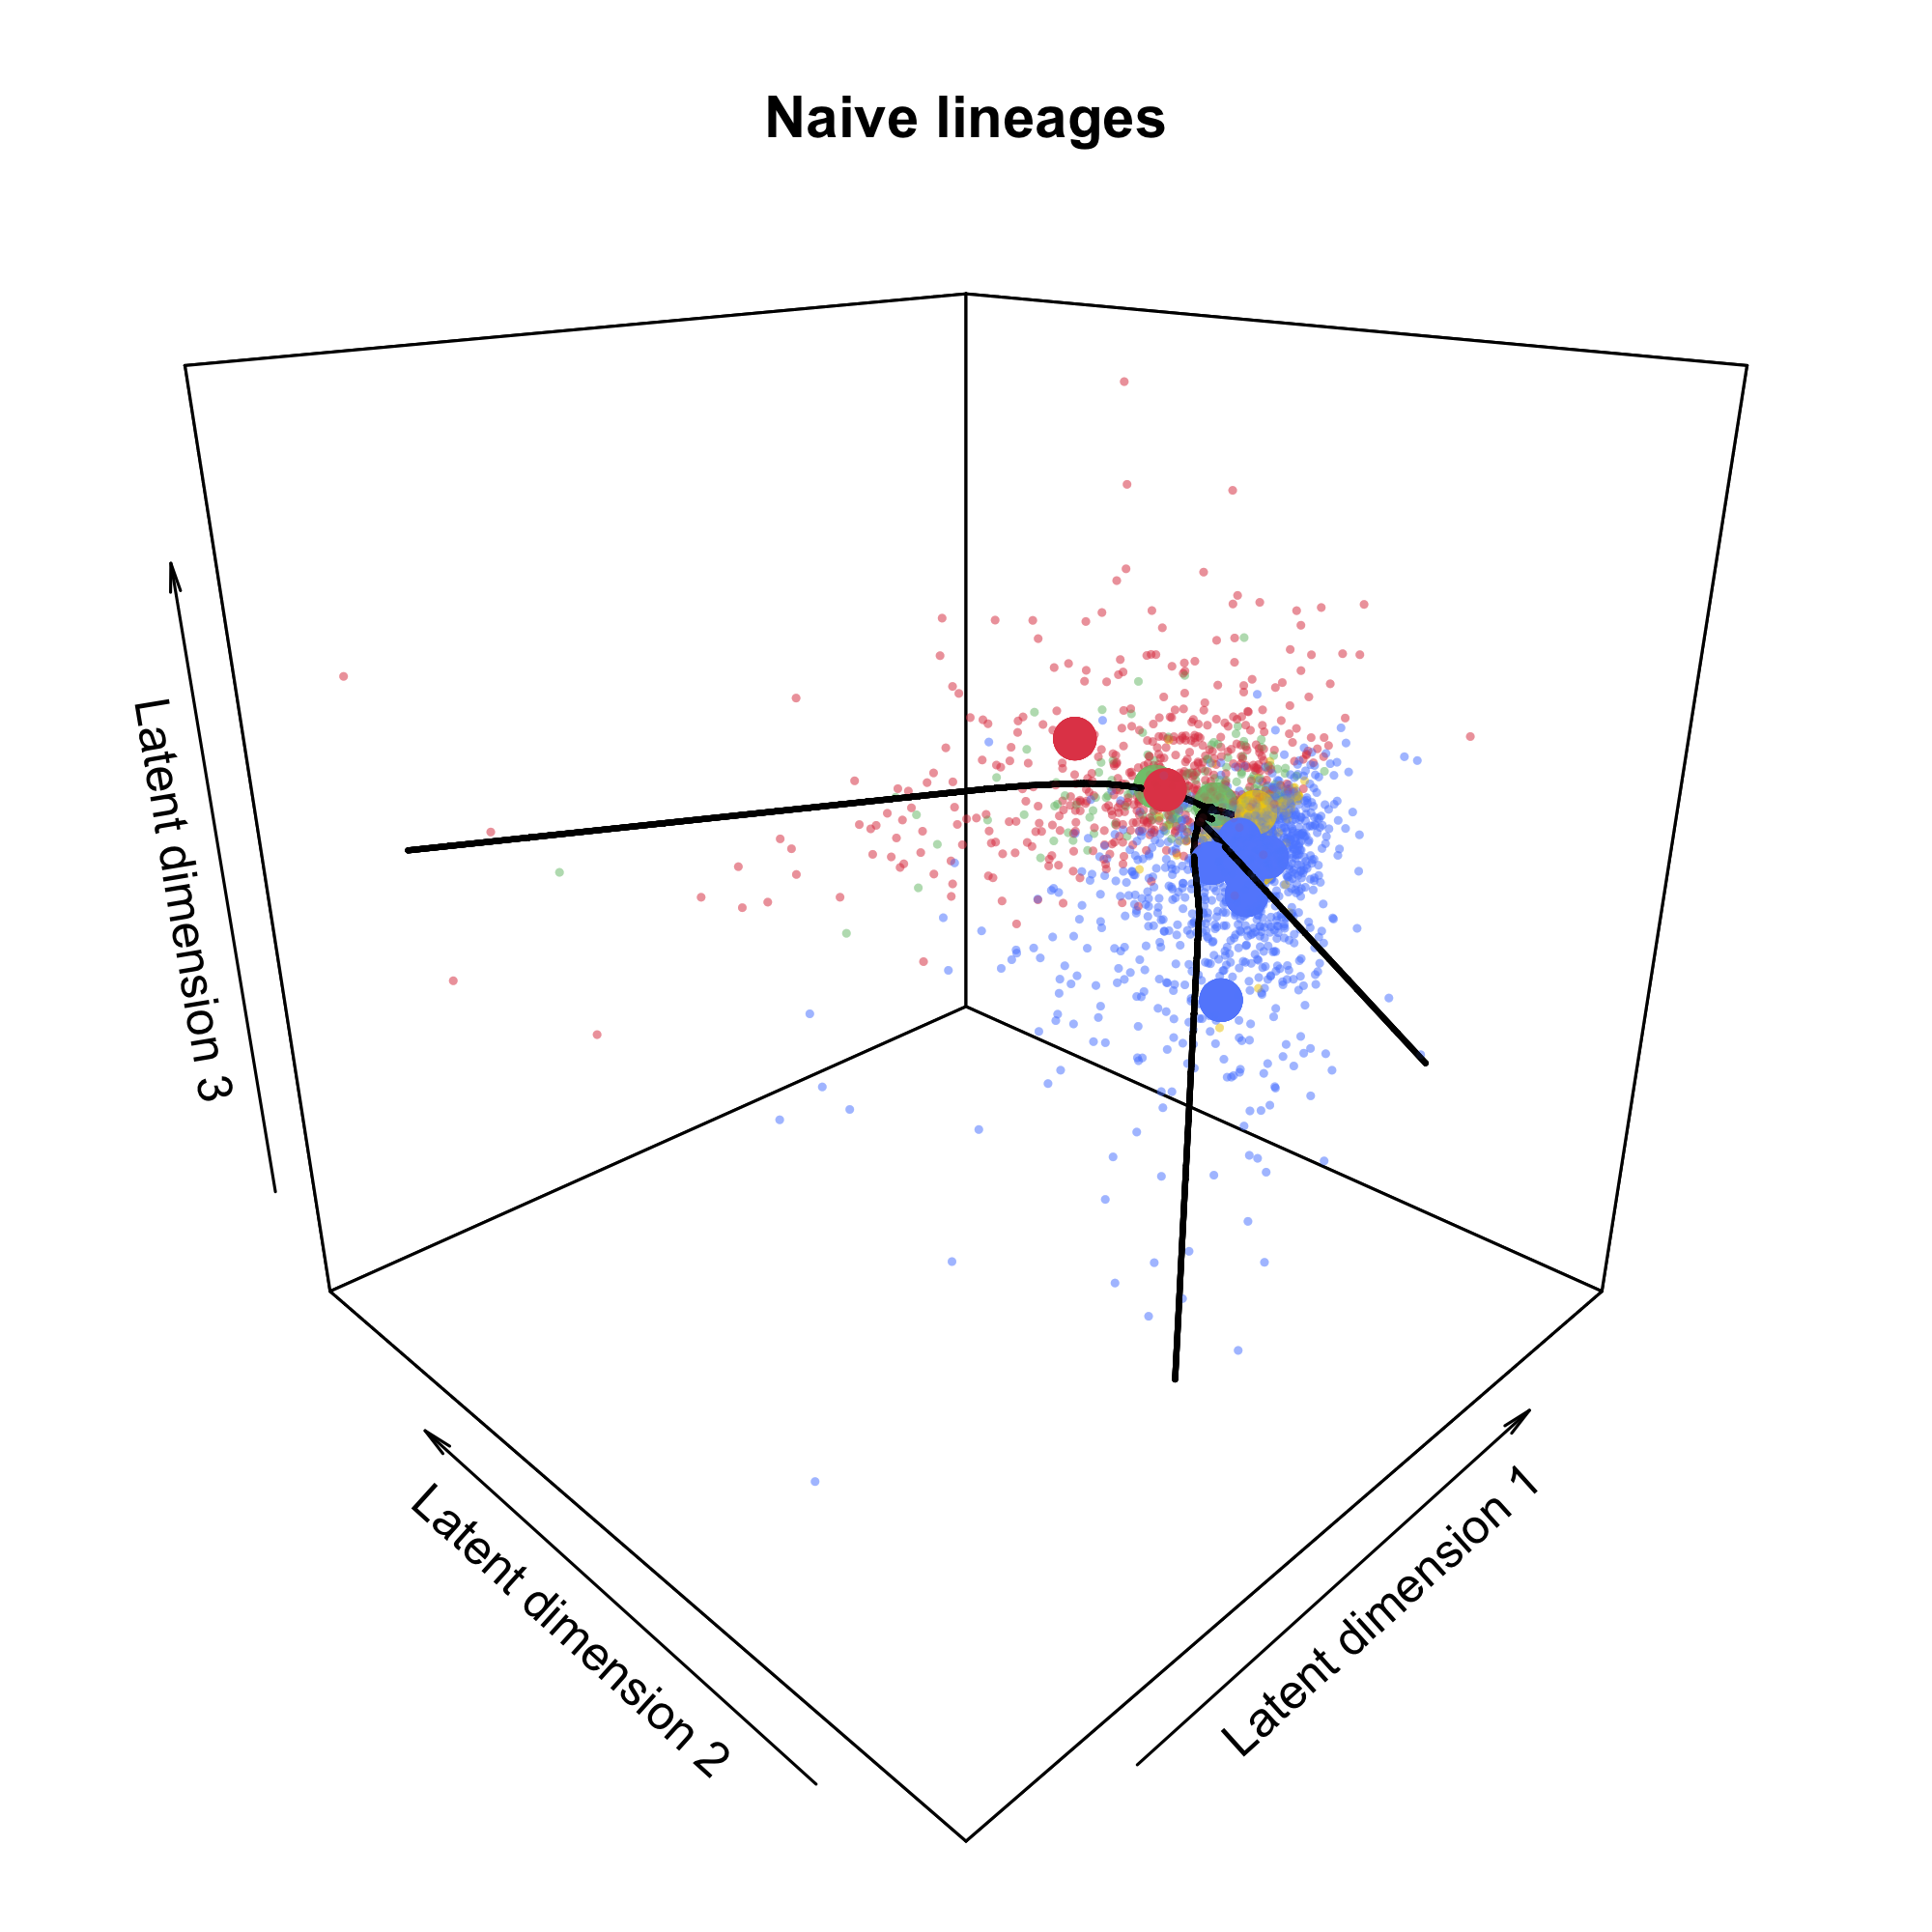 Naive lineages
Latent dimension 3
Latent dimension 2
Latent dimension 1